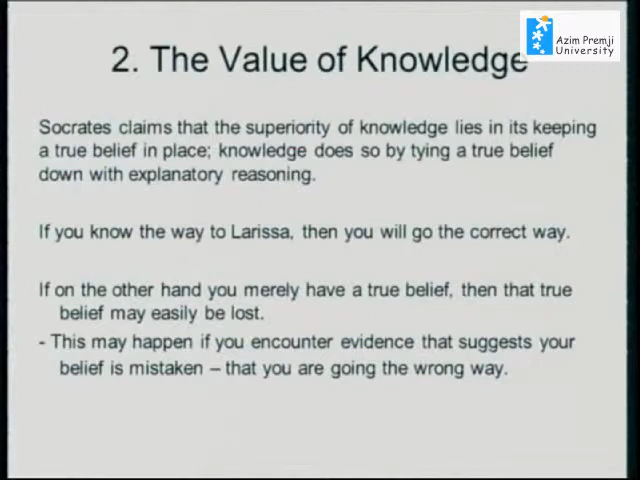 2. The Value of Knowledge
Azim Premji
University
Socrates claims that the superiority of knowledge lies in its keeping
a true belief in place; knowledge does so by tying a true belief
down with explanatory reasoning.
If you know the way to Larissa, then you will go the correct way.
If on the other hand you merely have a true belief, then that true
belief may easily be lost.
- This may happen if you encounter evidence that suggests your
belief is mistaken – that you are going the wrong way.